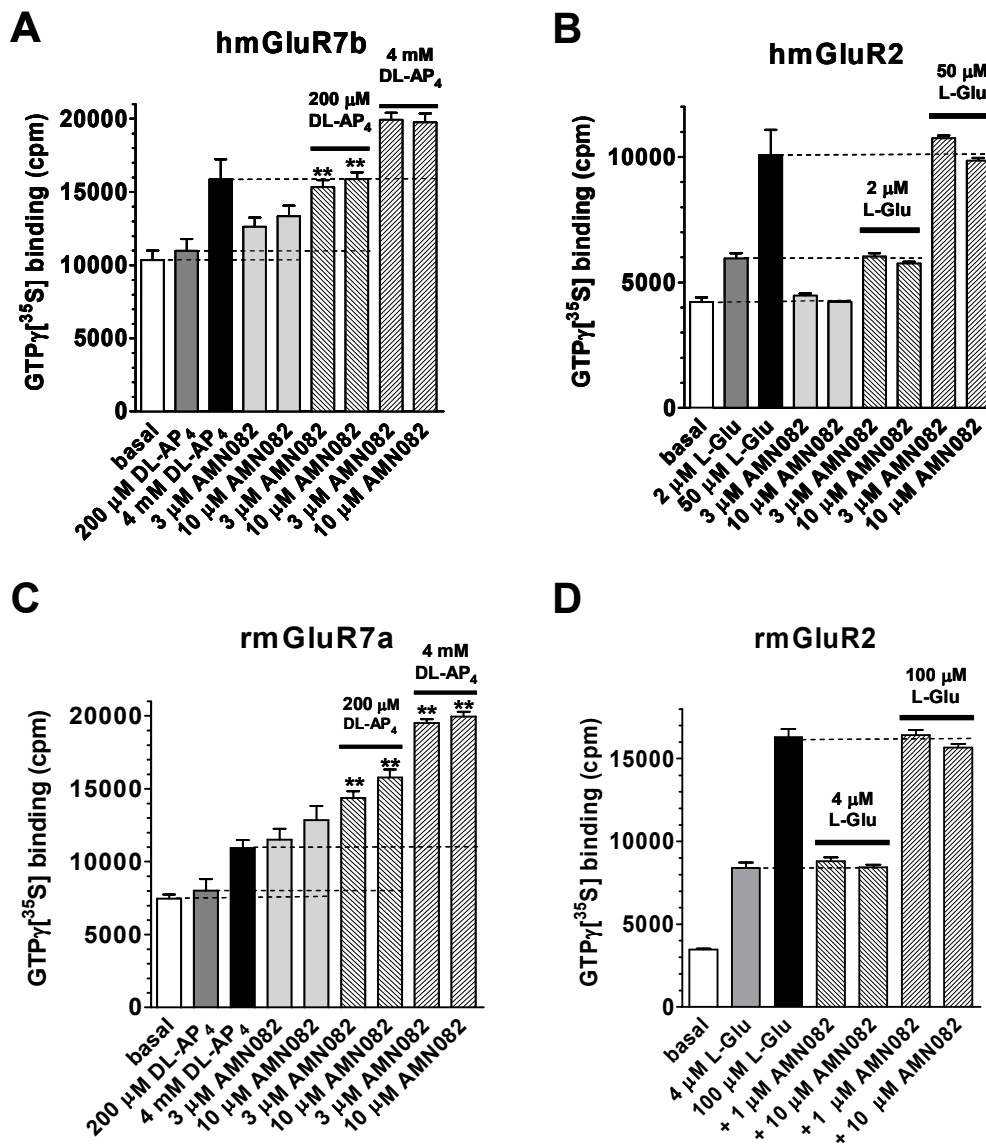 A
hmGluR7b
4 mM
DL-AP4
200 µM
DL-AP4
** **
GTPγ[35S] binding (cpm)
20000
15000
10000
5000
0
basal
200 µM DL-AP4
4 mM DL-AP4
3 µM AMN082
10 µM AMN082
3 µM AMN082
10 µM AMN082
3 µM AMN082
10 µM AMN082
B
hmGluR2
50 µM
L-Glu
2 µM
L-Glu
GTPγ[35S] binding (cpm)
10000
5000
0
basal
2 µM L-Glu
50 µM L-Glu
3 µM AMN082
10 µM AMN082
3 µM AMN082
10 µM AMN082
3 µM AMN082
10 µM AMN082
C
rmGluR7a
4 mM
DL-AP4
200 µM
DL-AP4
** **
** **
GTPγ[35S] binding (cpm)
20000
15000
10000
5000
0
basal
200 µM DL-AP4
4 mM DL-AP4
3 µM AMN082
10 µM AMN082
3 µM AMN082
10 µM AMN082
3 µM AMN082
10 µM AMN082
D
rmGluR2
100 µM
L-Glu
4 µM
L-Glu
GTPγ[35S] binding (cpm)
15000
10000
5000
0
basal
4 µM L-Glu
100 µM L-Glu
+ 1 µM AMN082
+ 10 µM AMN082
+ 1 µM AMN082
+ 10 µM AMN082